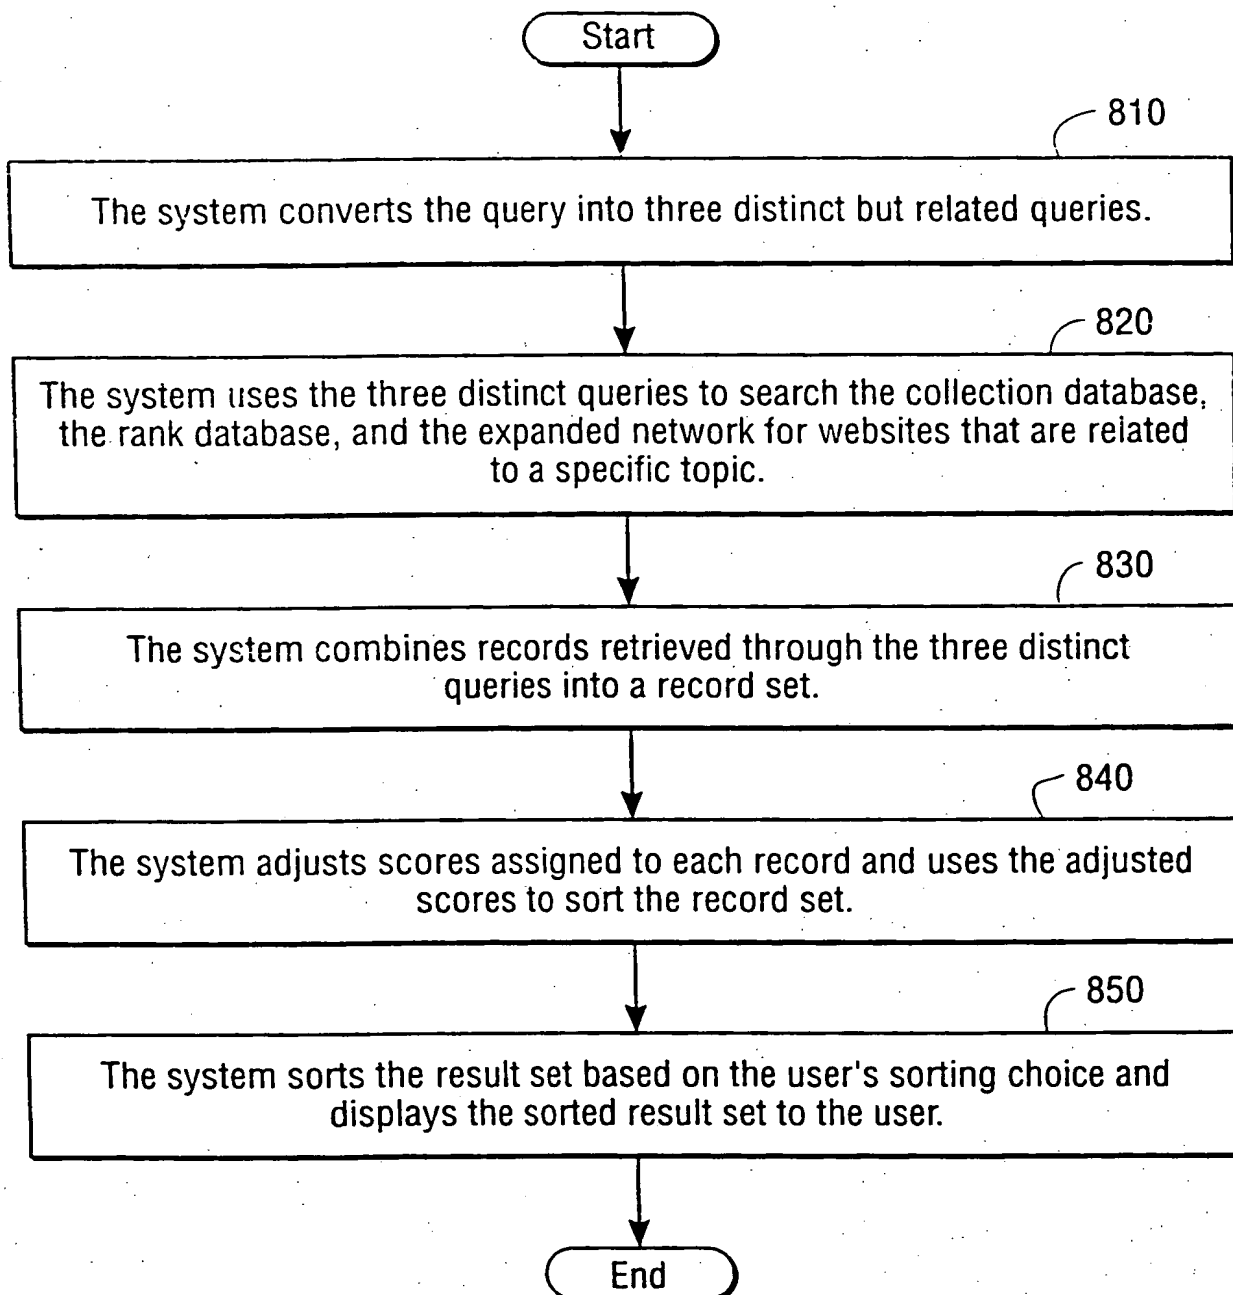 Start
810
The system converts the query into three distinct but related queries.
820
The system uses the three distinct queries to search the collection database,
the rank database, and the expanded network for websites that are related
to a specific topic.
830
The system combines records retrieved through the three distinct
queries into a record set.
840
The system adjusts scores assigned to each record and uses the adjusted
scores to sort the record set.
850
The system sorts the result set based on the user's sorting choice and
displays the sorted result set to the user.
End